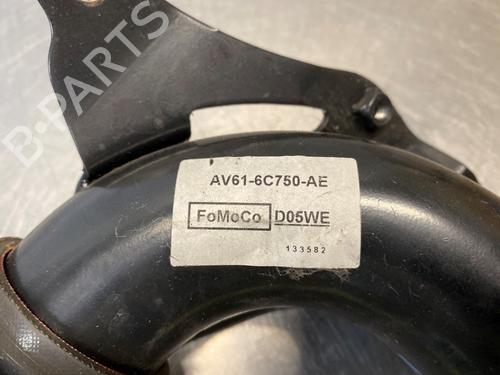 B-PARTS
AV61-6C750-AE
FoMoCo D05WE
133582